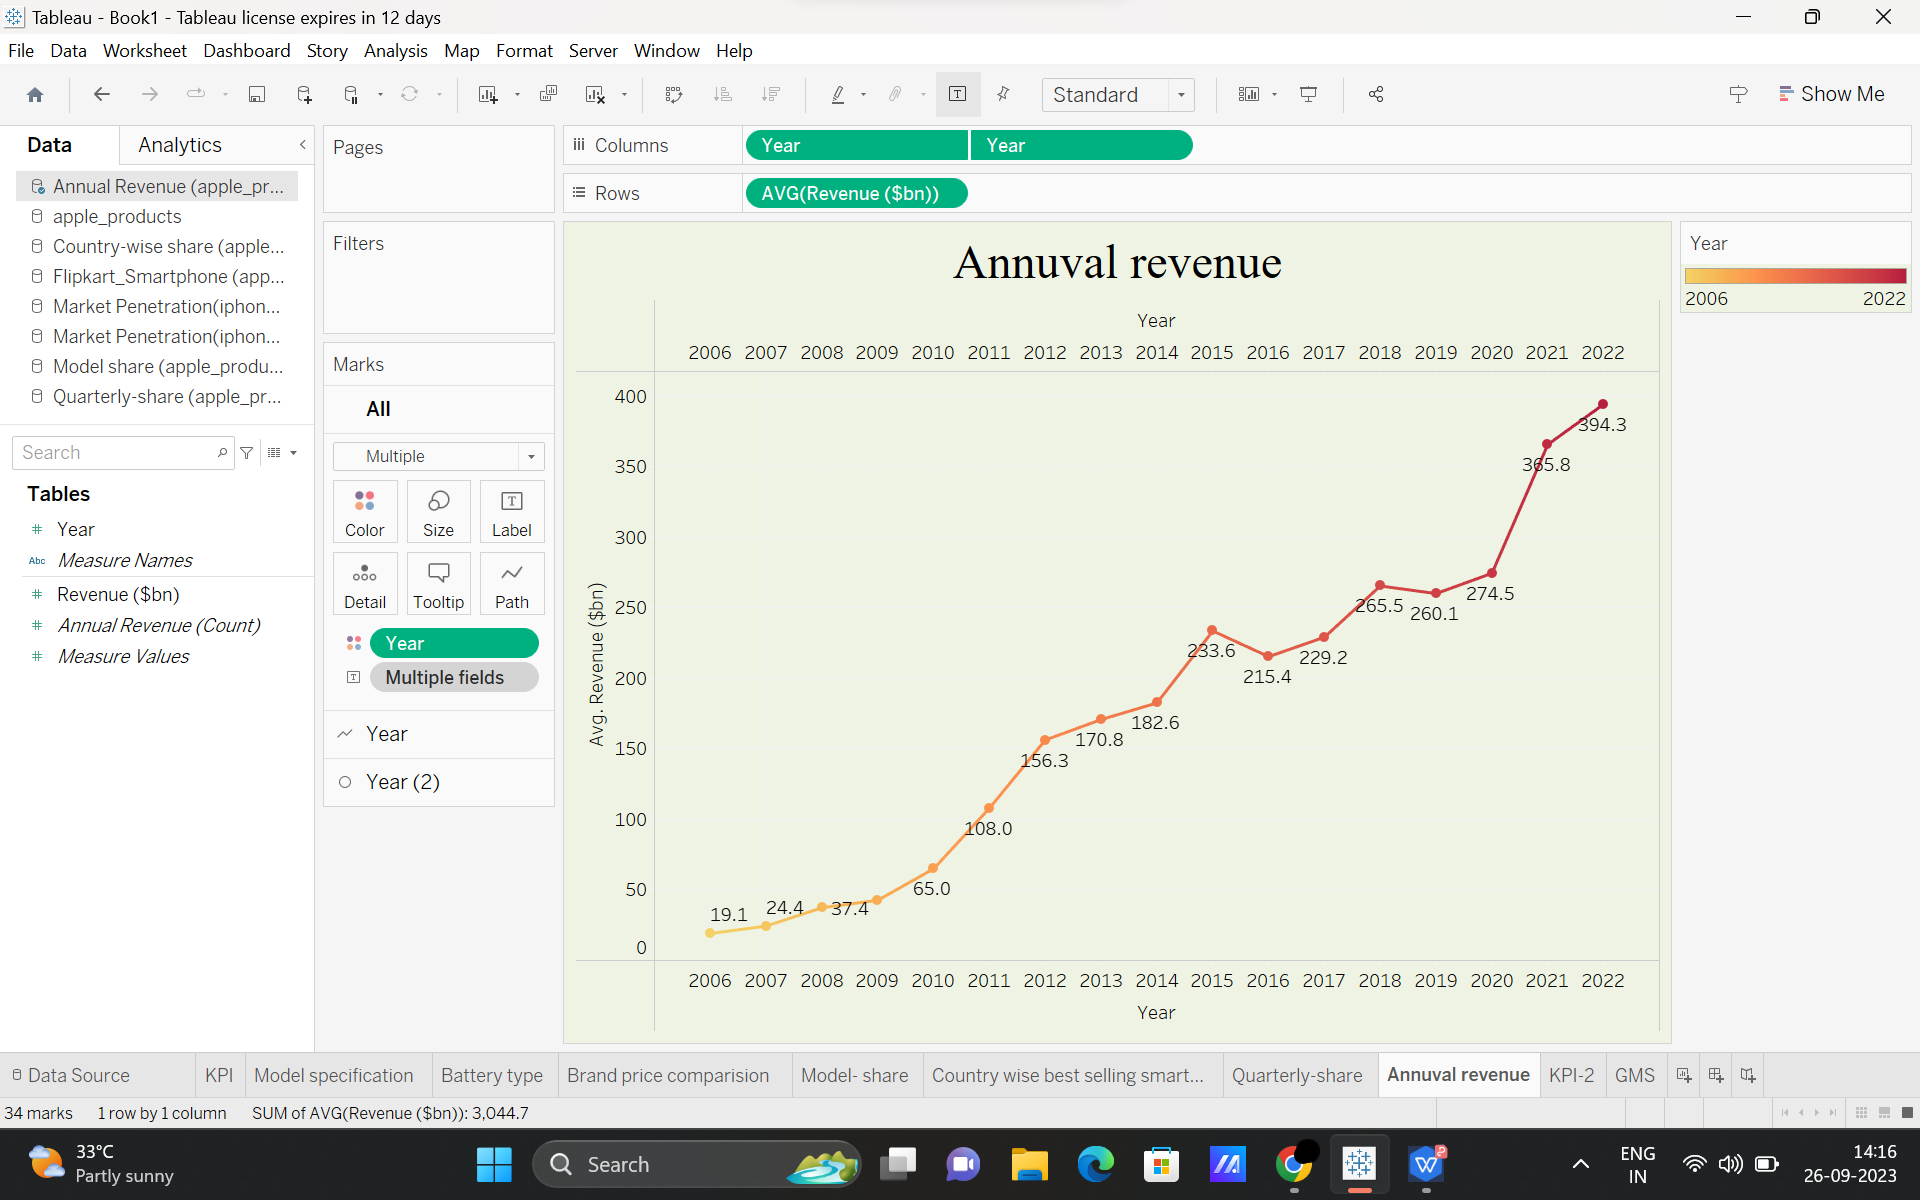 Tableau - Book1 - Tableau license expires in 12 days
File Data Worksheet Dashboard Story Analysis Map Format Server Window Help
Standard
Show Me
Data
Analytics
Annual Revenue (apple_pr...
apple_products
Country-wise share (apple...
Flipkart_Smartphone (app...
Market Penetration(iphon...
Market Penetration(iphon...
Model share (apple_produ...
Quarterly-share (apple_pr...
Search
Tables
# Year
Abc Measure Names
# Revenue ($bn)
# Annual Revenue (Count)
# Measure Values
Pages
Filters
Marks
All
Multiple
Color Size T Label
Detail Tooltip Path
Year
T Multiple fields
Year
Year (2)
Columns Year Year
Rows AVG(Revenue ($bn))
Annuval revenue
Year
2006 2007 2008 2009 2010 2011 2012 2013 2014 2015 2016 2017 2018 2019 2020 2021 2022
Avg. Revenue ($bn)
400
350
300
250
200
150
100
50
0
19.1
24.4
37.4
65.0
108.0
156.3
170.8
182.6
233.6
215.4
229.2
265.5
260.1
274.5
365.8
394.3
2006 2007 2008 2009 2010 2011 2012 2013 2014 2015 2016 2017 2018 2019 2020 2021 2022
Year
Year
2006 2022
Data Source KPI Model specification Battery type Brand price comparision Model- share Country wise best selling smart... Quarterly-share Annuval revenue KPI-2 GMS
34 marks 1 row by 1 column SUM of AVG(Revenue ($bn)): 3,044.7
33°C
Partly sunny
Search
ENG
IN
14:16
26-09-2023